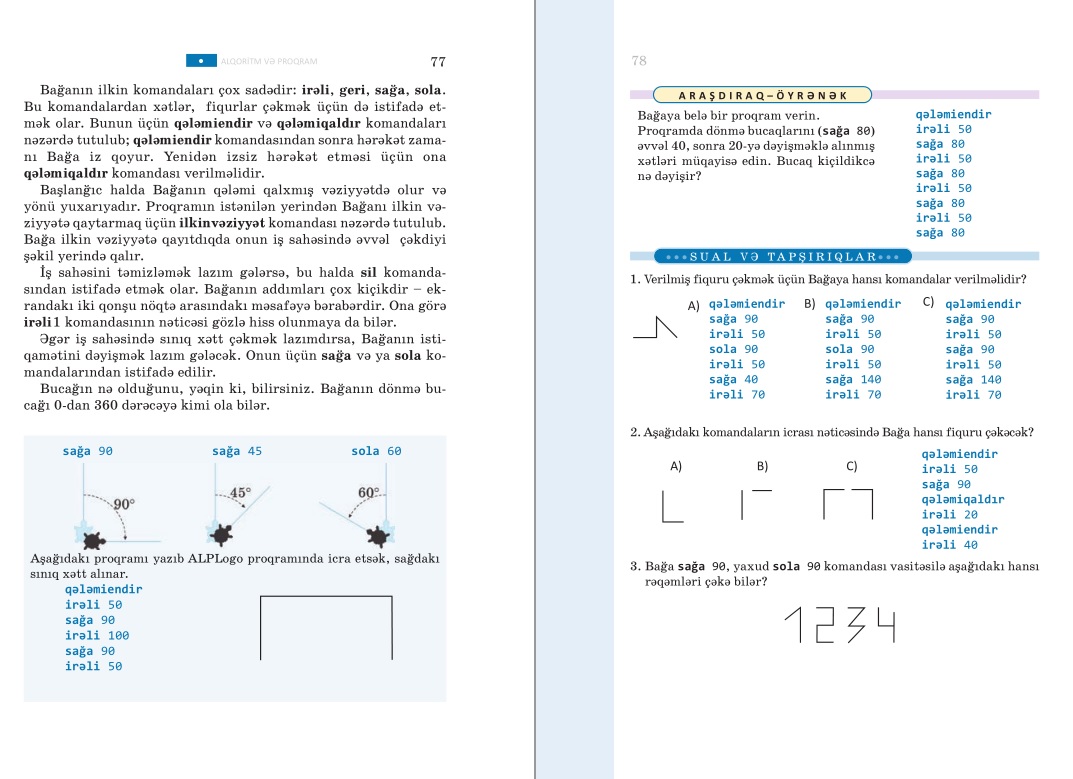 ALQORİTM VƏ PROQRAM 77
Bağanın ilkin komandaları çox sadədir: irəli, geri, sağa, sola.
Bu komandalardan xətlər, fiqurlar çəkmək üçün də istifadə et-
mək olar. Bunun üçün qələmiendir və qələmiqaldır komandaları
nəzərdə tutulub; qələmiendir komandasından sonra hərəkət zama-
nı Bağa iz qoyur. Yenidən izsiz hərəkət etməsi üçün ona
qələmiqaldır komandası verilməlidir.
Başlanğıc halda Bağanın qələmi qalxmış vəziyyətdə olur və
yönü yuxarıyadır. Proqramın istənilən yerindən Bağanı ilkin və-
ziyyətə qaytarmaq üçün ilkinvəziyyət komandası nəzərdə tutulub.
Bağa ilkin vəziyyətə qayıtdıqda onun iş sahəsində əvvəl çəkdiyi
şəkil yerində qalır.
İş sahəsini təmizləmək lazım gələrsə, bu halda sil komanda-
sından istifadə etmək olar. Bağanın addımları çox kiçikdir – ek-
randakı iki qonşu nöqtə arasındakı məsafəyə bərabərdir. Ona görə
irəli 1 komandasının nəticəsi gözlə hiss olunmaya da bilər.
Əgər iş sahəsində sınıq xətt çəkmək lazımdırsa, Bağanın isti-
qamətini dəyişmək lazım gələcək. Onun üçün sağa və ya sola ko-
mandalarından istifadə edilir.
Bucağın nə olduğunu, yəqin ki, bilirsiniz. Bağanın dönmə bu-
cağı 0-dan 360 dərəcəyə kimi ola bilər.
sağa 90 sağa 45 sola 60
90° 45° 60°
Aşağıdakı proqramı yazıb ALPLogo proqramında icra etsək, sağdakı
sınıq xətt alınar.
qələmiendir
irəli 50
sağa 90
irəli 100
sağa 90
irəli 50
78
ARAŞDIRAQ–ÖYRƏNƏK
Bağaya belə bir proqram verin.
Proqramda dönmə bucaqlarını (sağa 80)
əvvəl 40, sonra 20-yə dəyişməklə alınmış
xətləri müqayisə edin. Bucaq kiçildikcə
nə dəyişir?
qələmiendir
irəli 50
sağa 80
irəli 50
sağa 80
irəli 50
sağa 80
irəli 50
sağa 80
SUAL VƏ TAPŞIRIQLAR
1. Verilmiş fiquru çəkmək üçün Bağaya hansı komandalar verilməlidir?
A) qələmiendir
sağa 90
irəli 50
sola 90
irəli 50
sağa 40
irəli 70
B) qələmiendir
sağa 90
irəli 50
sola 90
irəli 50
sağa 140
irəli 70
C) qələmiendir
sağa 90
irəli 50
sağa 90
irəli 50
sağa 140
irəli 70
2. Aşağıdakı komandaların icrası nəticəsində Bağa hansı fiquru çəkəcək?
A) B) C)
qələmiendir
irəli 50
sağa 90
qələmiqaldır
irəli 20
qələmiendir
irəli 40
3. Bağa sağa 90, yaxud sola 90 komandası vasitəsilə aşağıdakı hansı
rəqəmləri çəkə bilər?
1 2 3 4